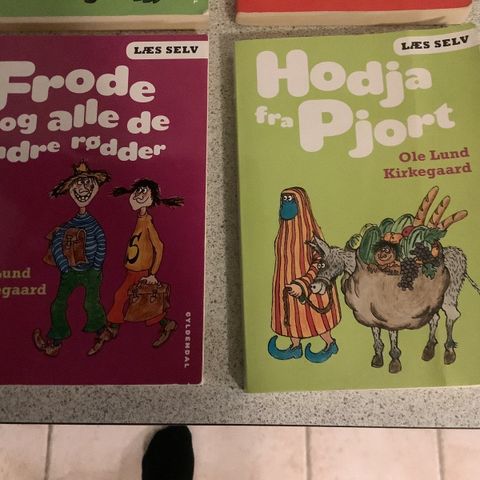 LÆS SELV
Frode
og alle de
ndre rødder
Lund
egaard
5
GYLDENDAL
LÆS SELV
Hodja
fra Pjort
Ole Lund
Kirkegaard